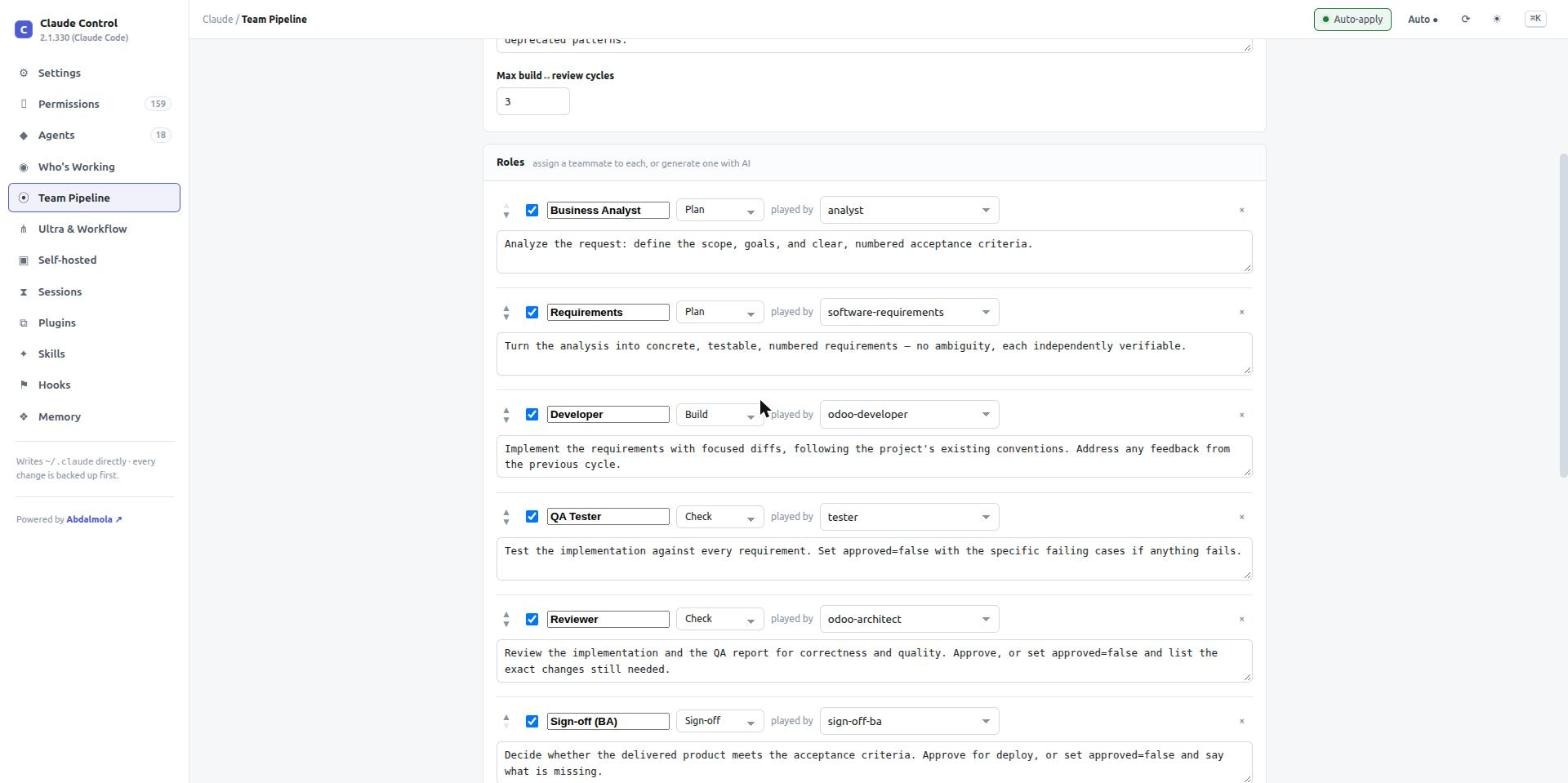 Claude Control
2.1.330 (Claude Code)
Settings
Permissions 159
Agents 18
Who's Working
Team Pipeline
Ultra & Workflow
Self-hosted
Sessions
Plugins
Skills
Hooks
Memory
Writes ~/.claude directly · every
change is backed up first.
Powered by Abdalmola ↗
Claude / Team Pipeline
Auto-apply
Auto ●
⌘K
deprecated patterns.
Max build↔review cycles
3
Roles assign a teammate to each, or generate one with AI
Business Analyst Plan played by analyst ×
Analyze the request: define the scope, goals, and clear, numbered acceptance criteria.
Requirements Plan played by software-requirements ×
Turn the analysis into concrete, testable, numbered requirements — no ambiguity, each independently verifiable.
Developer Build played by odoo-developer ×
Implement the requirements with focused diffs, following the project's existing conventions. Address any feedback from
the previous cycle.
QA Tester Check played by tester ×
Test the implementation against every requirement. Set approved=false with the specific failing cases if anything fails.
Reviewer Check played by odoo-architect ×
Review the implementation and the QA report for correctness and quality. Approve, or set approved=false and list the
exact changes still needed.
Sign-off (BA) Sign-off played by sign-off-ba ×
Decide whether the delivered product meets the acceptance criteria. Approve for deploy, or set approved=false and say
what is missing.